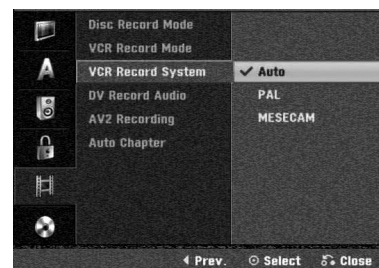 Disc Record Mode
VCR Record Mode
VCR Record System
✓ Auto
DV Record Audio
PAL
AV2 Recording
MESECAM
Auto Chapter
Prev.
Select
Close